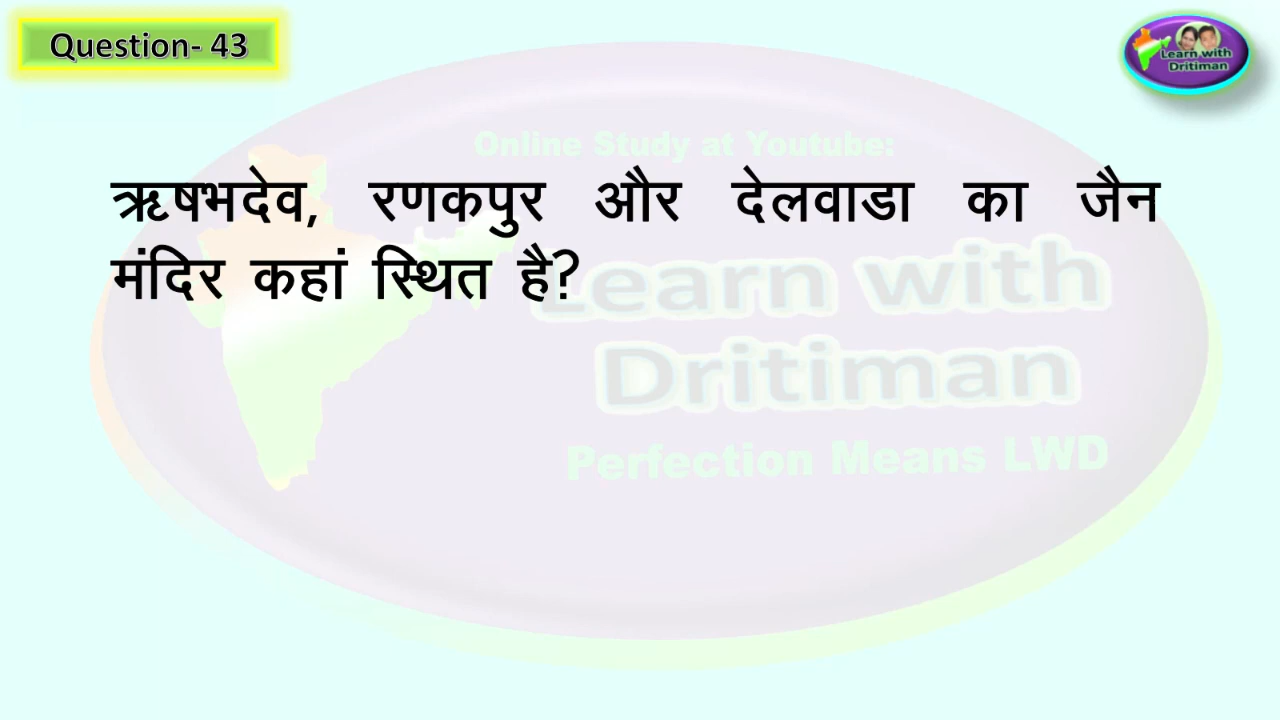 Question- 43
Learn with
Dritiman
Online Study at Youtube:
ऋषभदेव, रणकपुर और देलवाडा का जैन
मंदिर कहां स्थित है?
Learn with
Dritiman
Perfection Means LWD